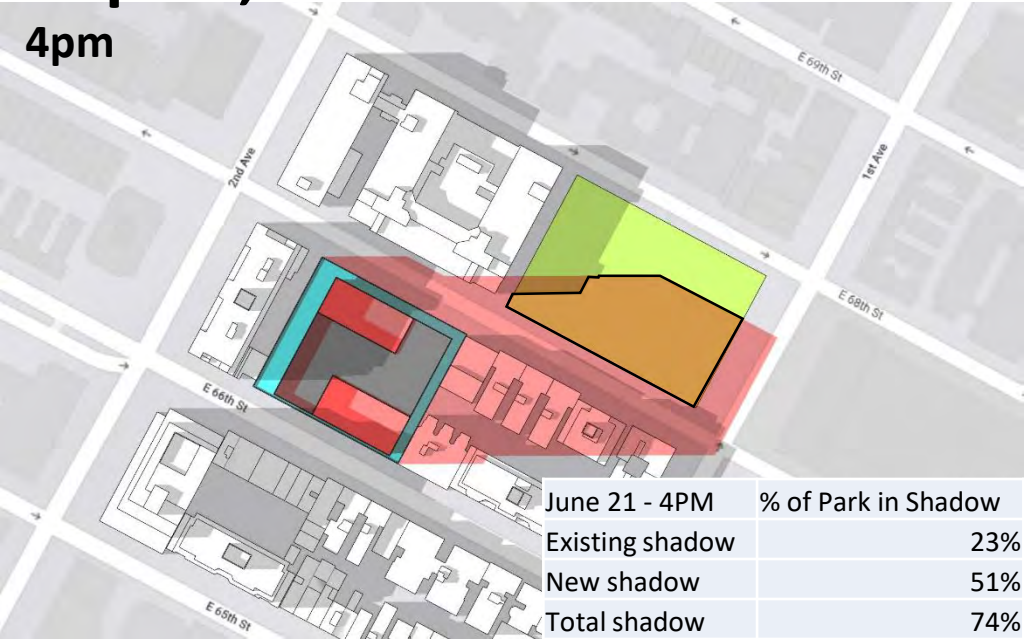 4pm
E 69th St
2nd Ave
1st Ave
E 68th St
E 66th St
E 65th St
June 21 - 4PM % of Park in Shadow
Existing shadow 23%
New shadow 51%
Total shadow 74%